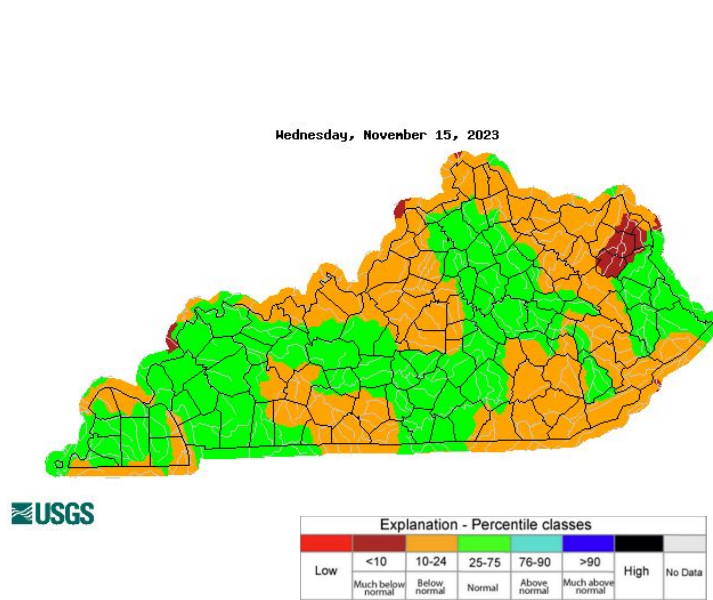 Wednesday, November 15, 2023
USGS
Explanation - Percentile classes
Low
<10
10-24
25-75
76-90
>90
High
No Data
Much below
normal
Below
normal
Normal
Above
normal
Much above
normal